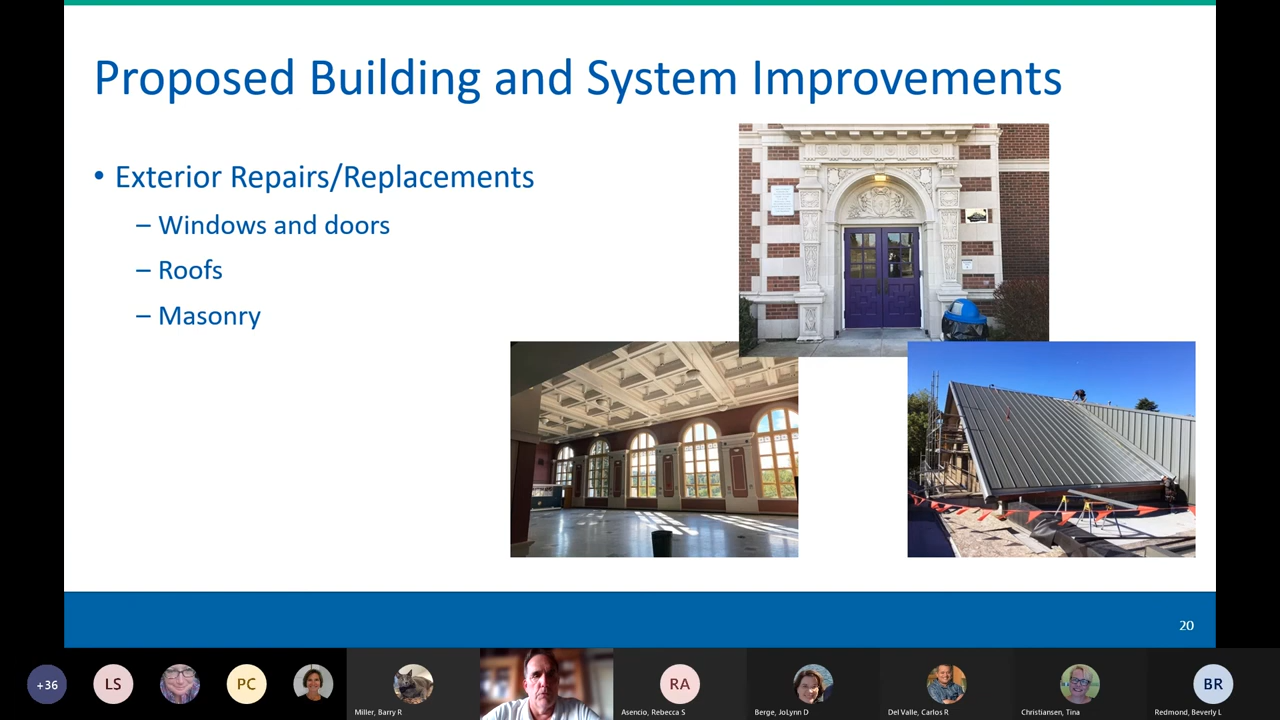 Proposed Building and System Improvements
• Exterior Repairs/Replacements
– Windows and doors
– Roofs
– Masonry
20
+36
LS
PC
RA
BR
Miller, Barry R
Asencio, Rebecca S
Berge, JoLynn D
Del Valle, Carlos R
Christiansen, Tina
Redmond, Beverly L